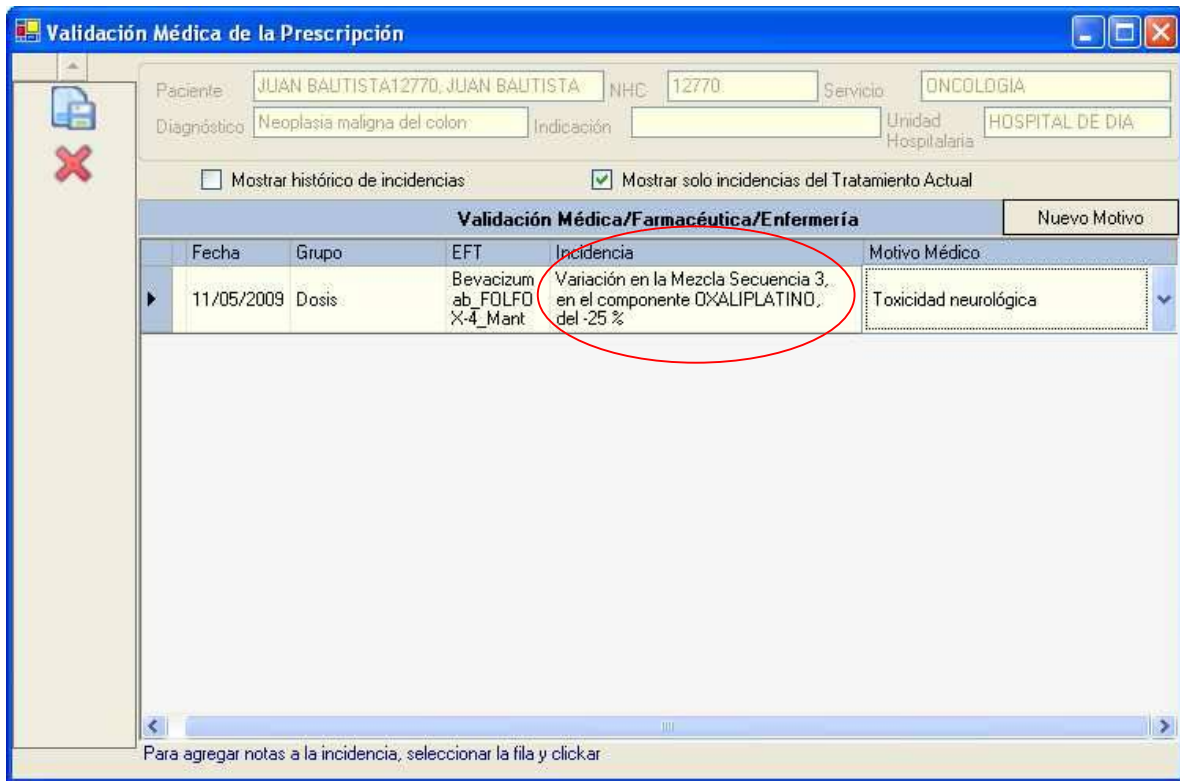 Validación Médica de la Prescripción
Paciente JUAN BAUTISTA12770, JUAN BAUTISTA NHC 12770 Servicio ONCOLOGIA
Diagnóstico Neoplasia maligna del colon Indicación Unidad Hospitalaria HOSPITAL DE DIA
Mostrar histórico de incidencias Mostrar solo incidencias del Tratamiento Actual
Validación Médica/Farmacéutica/Enfermería Nuevo Motivo
Fecha Grupo EFT Incidencia Motivo Médico
11/05/2009 Dosis
Bevacizum
ab_FOLFO
X-4_Mant
Variación en la Mezcla Secuencia 3,
en el componente OXALIPLATINO,
del -25 %
Toxicidad neurológica
Para agregar notas a la incidencia, seleccionar la fila y clickar